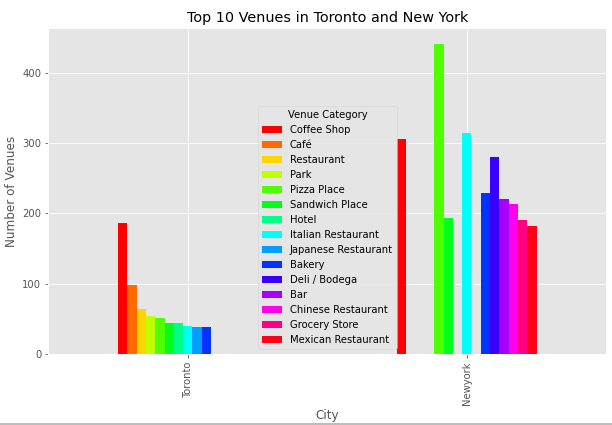 Top 10 Venues in Toronto and New York
Number of Venues
400
300
200
100
0
Venue Category
Coffee Shop
Café
Restaurant
Park
Pizza Place
Sandwich Place
Hotel
Italian Restaurant
Japanese Restaurant
Bakery
Deli / Bodega
Bar
Chinese Restaurant
Grocery Store
Mexican Restaurant
Toronto
Newyork
City